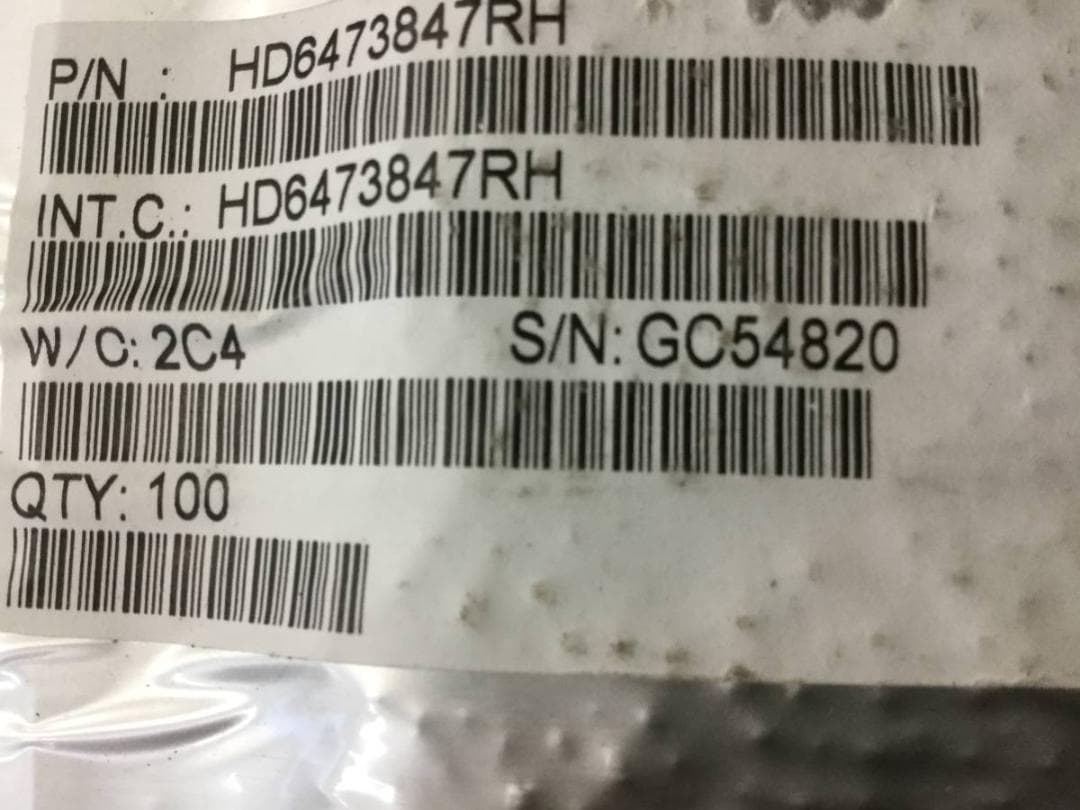 P/N : HD6473847RH
INT.C.: HD6473847RH
W/C: 2C4 S/N: GC54820
QTY: 100